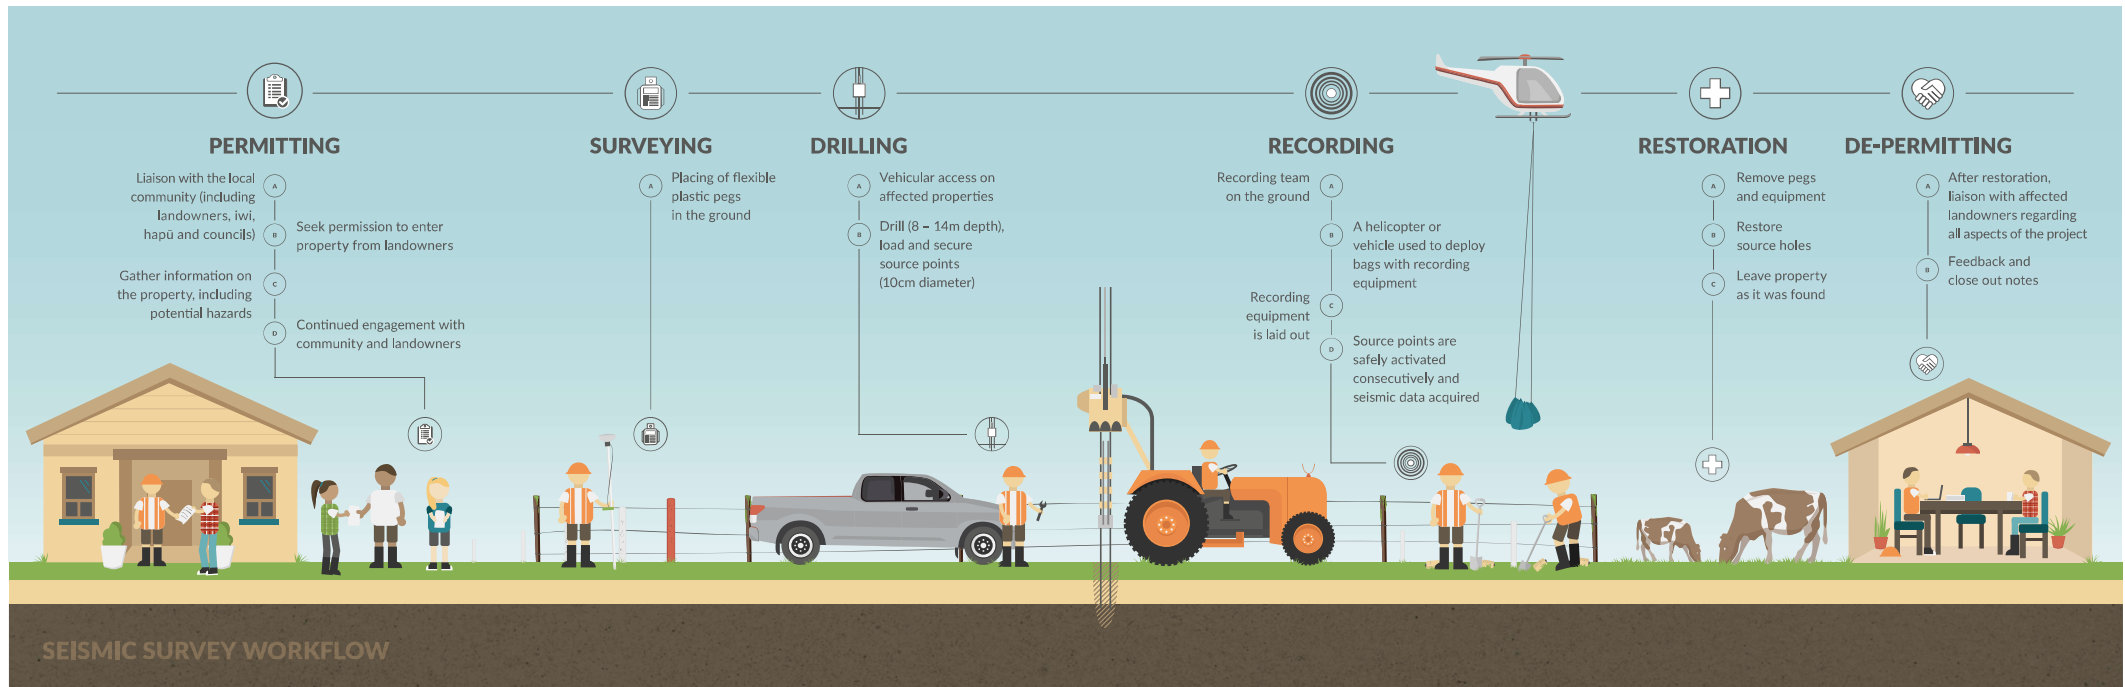 PERMITTING
A
Liaison with the local
community (including
landowners, iwi,
hapū and councils)
B
Seek permission to enter
property from landowners
C
Gather information on
the property, including
potential hazards
D
Continued engagement with
community and landowners
SURVEYING
A
Placing of flexible
plastic pegs
in the ground
DRILLING
A
Vehicular access on
affected properties
B
Drill (8 – 14m depth),
load and secure
source points
(10cm diameter)
RECORDING
A
Recording team
on the ground
B
A helicopter or
vehicle used to deploy
bags with recording
equipment
C
Recording
equipment
is laid out
D
Source points are
safely activated
consecutively and
seismic data acquired
RESTORATION
A
Remove pegs
and equipment
B
Restore
source holes
C
Leave property
as it was found
DE-PERMITTING
A
After restoration,
liaison with affected
landowners regarding
all aspects of the project
B
Feedback and
close out notes
SEISMIC SURVEY WORKFLOW